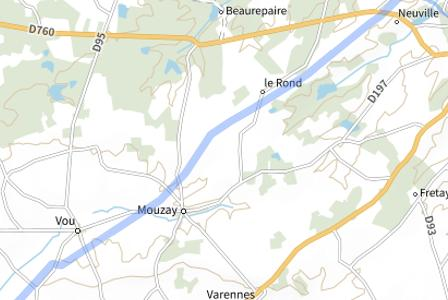 Beaurepaire
Neuville
D760
D95
le Rond
D197
Mouzay
Vou
Fretay
D93
Varennes